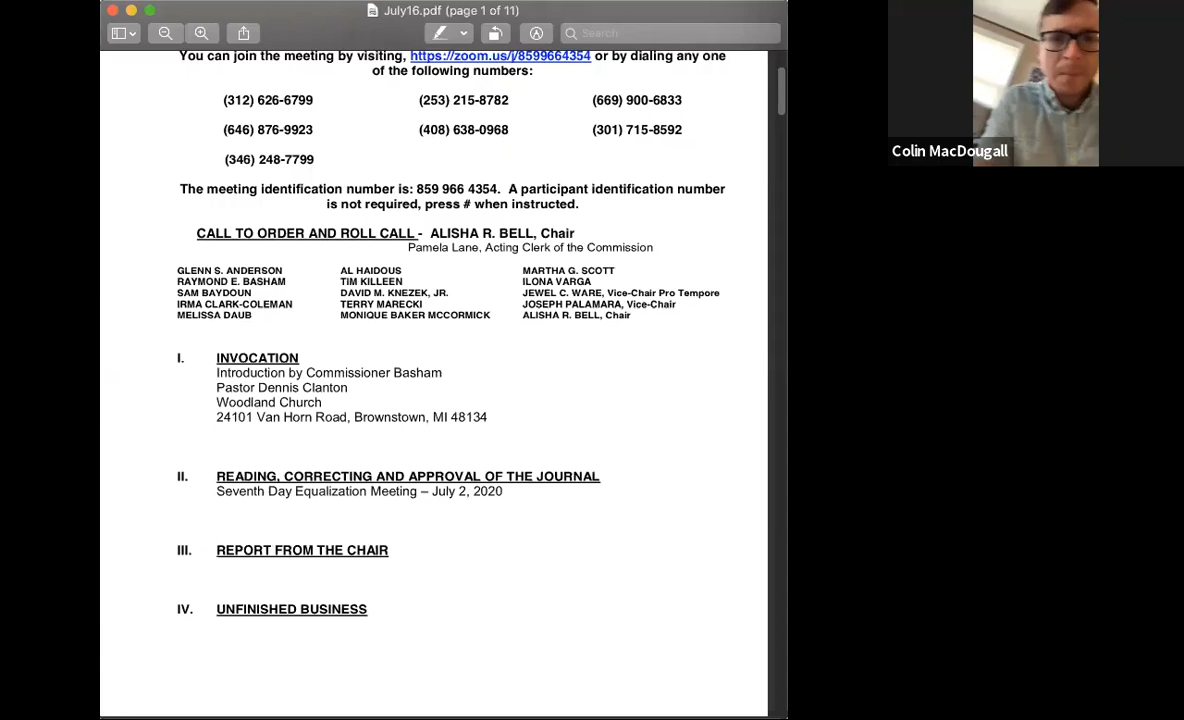 July16.pdf (page 1 of 11)
Search
You can join the meeting by visiting, https://zoom.us/j/8599664354 or by dialing any one
of the following numbers:
(312) 626-6799 (253) 215-8782 (669) 900-6833
(646) 876-9923 (408) 638-0968 (301) 715-8592
(346) 248-7799
The meeting identification number is: 859 966 4354. A participant identification number
is not required, press # when instructed.
CALL TO ORDER AND ROLL CALL - ALISHA R. BELL, Chair
Pamela Lane, Acting Clerk of the Commission
GLENN S. ANDERSON AL HAIDOUS MARTHA G. SCOTT
RAYMOND E. BASHAM TIM KILLEEN ILONA VARGA
SAM BAYDOUN DAVID M. KNEZEK, JR. JEWEL C. WARE, Vice-Chair Pro Tempore
IRMA CLARK-COLEMAN TERRY MARECKI JOSEPH PALAMARA, Vice-Chair
MELISSA DAUB MONIQUE BAKER MCCORMICK ALISHA R. BELL, Chair
I. INVOCATION
Introduction by Commissioner Basham
Pastor Dennis Clanton
Woodland Church
24101 Van Horn Road, Brownstown, MI 48134
II. READING, CORRECTING AND APPROVAL OF THE JOURNAL
Seventh Day Equalization Meeting – July 2, 2020
III. REPORT FROM THE CHAIR
IV. UNFINISHED BUSINESS
Colin MacDougall